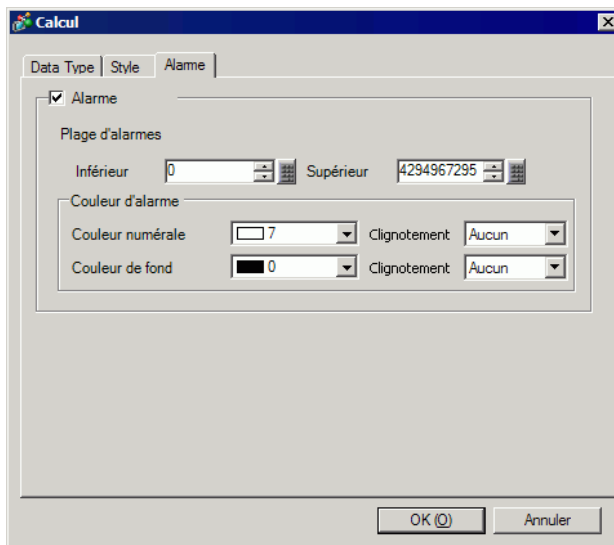 Calcul
Data Type Style Alarme
Alarme
Plage d'alarmes
Inférieur 0 Supérieur 4294967295
Couleur d'alarme
Couleur numérale 7 Clignotement Aucun
Couleur de fond 0 Clignotement Aucun
OK (O) Annuler